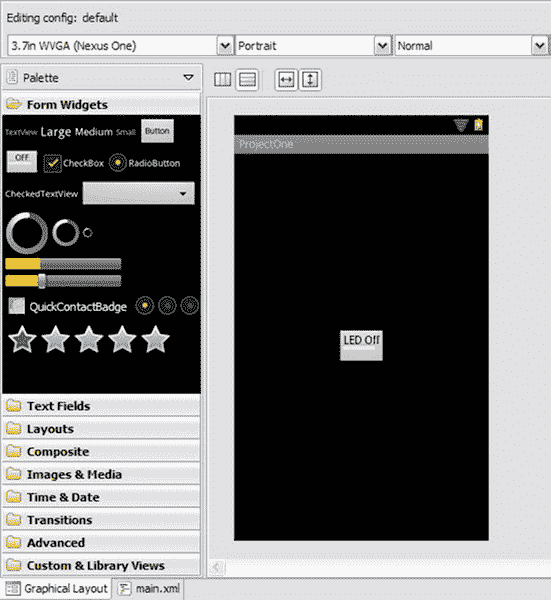 Editing config: default
3.7in WVGA (Nexus One) Portrait Normal
Palette
Form Widgets
TextView Large Medium Small Button
OFF CheckBox RadioButton
CheckedTextView
QuickContactBadge
Text Fields
Layouts
Composite
Images & Media
Time & Date
Transitions
Advanced
Custom & Library Views
Graphical Layout main.xml
ProjectOne
LED Off